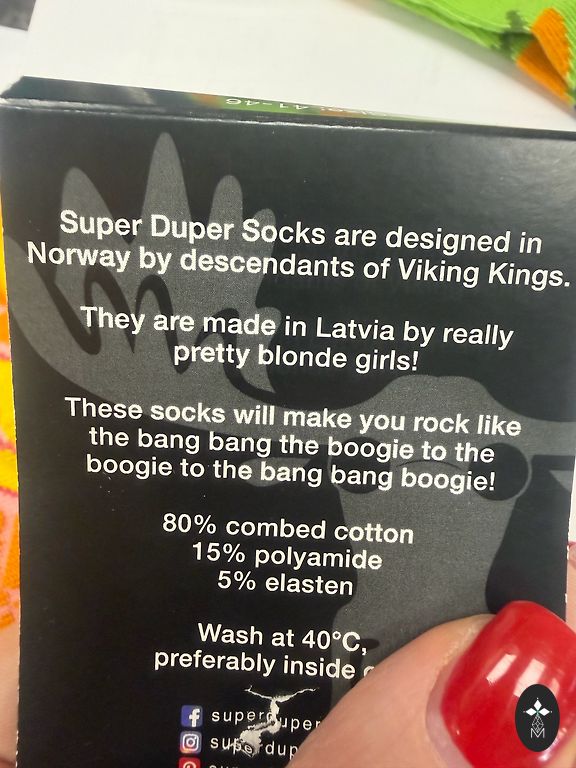 41-46
Super Duper Socks are designed in
Norway by descendants of Viking Kings.
They are made in Latvia by really
pretty blonde girls!
These socks will make you rock like
the bang bang the boogie to the
boogie to the bang bang boogie!
80% combed cotton
15% polyamide
5% elasten
Wash at 40°C,
preferably inside